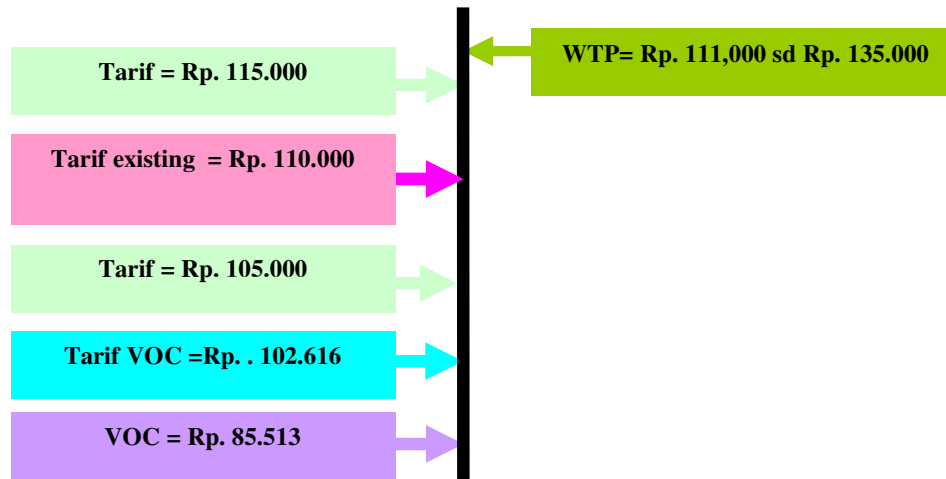 Tarif = Rp. 115.000
WTP= Rp. 111,000 sd Rp. 135.000
Tarif existing = Rp. 110.000
Tarif = Rp. 105.000
Tarif VOC =Rp. . 102.616
VOC = Rp. 85.513